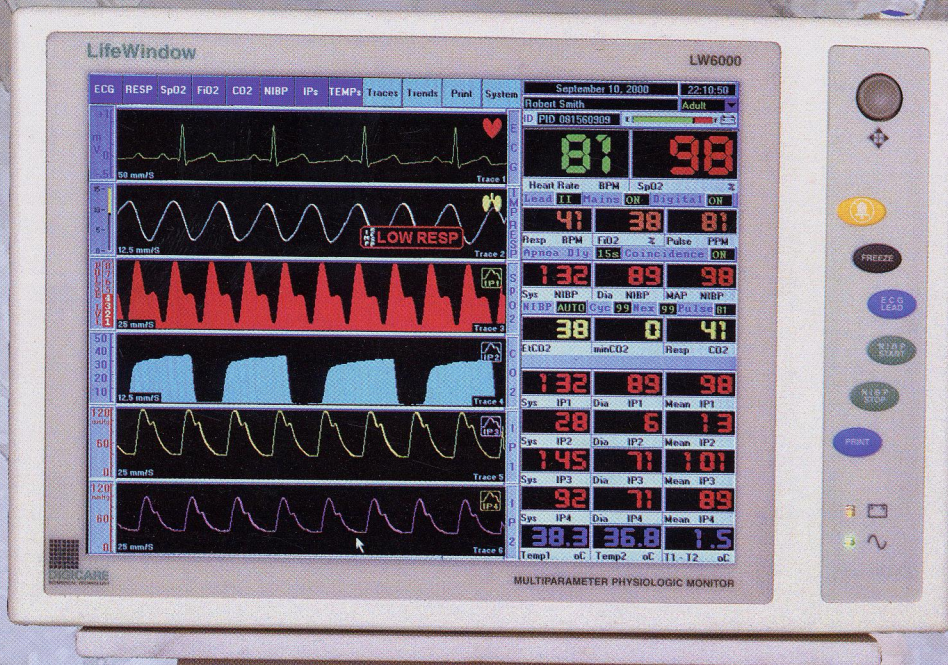 LifeWindow
LW6000
ECG RESP SpO2 FiO2 CO2 NIBP IPs TEMPs Traces Trends Print System
September 10, 2000 22:10:50
Robert Smith Adult
ID PID 081560909
81 98
Heart Rate BPM SpO2 %
Lead II Mains ON Digital ON
41 38 81
Resp BPM FiO2 % Pulse PPM
Apnoa Dly 15s Coincidence ON
132 89 98
Sys NIBP Dia NIBP MAP NIBP
NIBP AUTO Cyc 99 Nex 99 Pulse 81
38 0 41
EtCO2 minCO2 Resp CO2
132 89 98
Sys IP1 Dia IP1 Mean IP1
28 6 13
Sys IP2 Dia IP2 Mean IP2
145 71 101
Sys IP3 Dia IP3 Mean IP3
92 71 89
Sys IP4 Dia IP4 Mean IP4
38.3 36.8 1.5
Temp1 oC Temp2 oC T1 - T2 oC
ECG
50 mm/S Trace 1
LOW RESP
12.5 mm/S Trace 2
IP1
SpO2
25 mm/S Trace 3
50
40
30
20
10
IP2
CO2
12.5 mm/S Trace 4
120
60
0
IP3
IP1
25 mm/S Trace 5
120
60
0
IP4
IP2
25 mm/S Trace 6
DIGICARE
MULTIPARAMETER PHYSIOLOGIC MONITOR
FREEZE
ECG
LEAD
NIBP
START
NIBP
STOP
PRINT